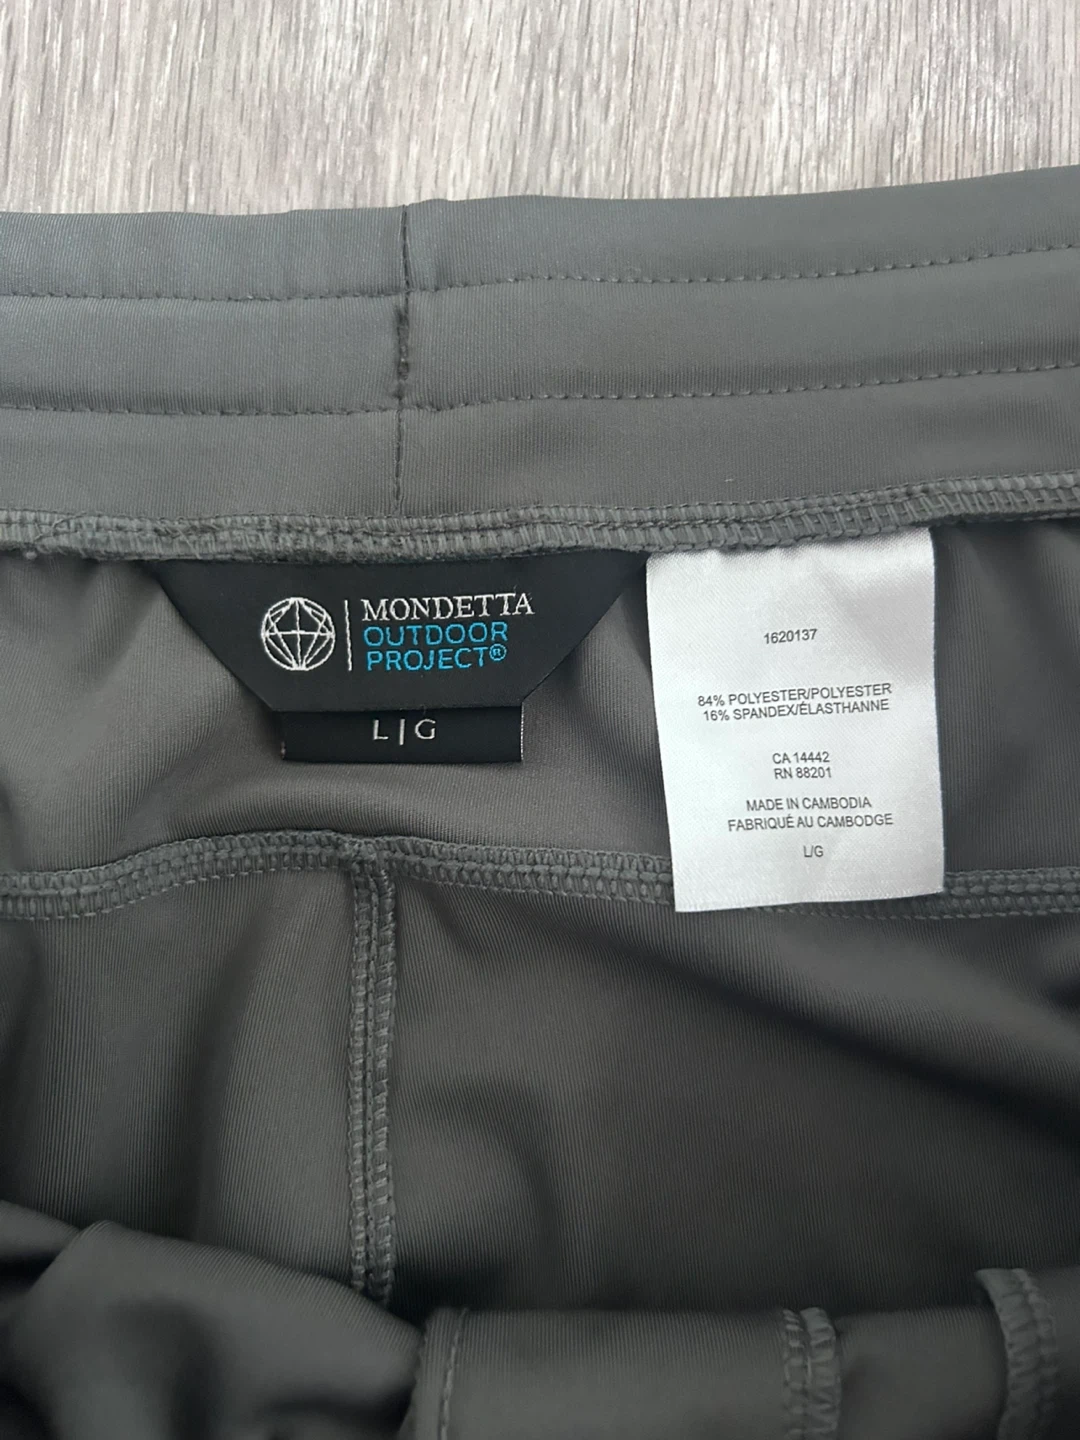 MONDETTA
OUTDOOR
PROJECT®
L|G
1620137
84% POLYESTER/POLYESTER
16% SPANDEX/ÉLASTHANNE
CA 14442
RN 88201
MADE IN CAMBODIA
FABRIQUÉ AU CAMBODGE
L/G